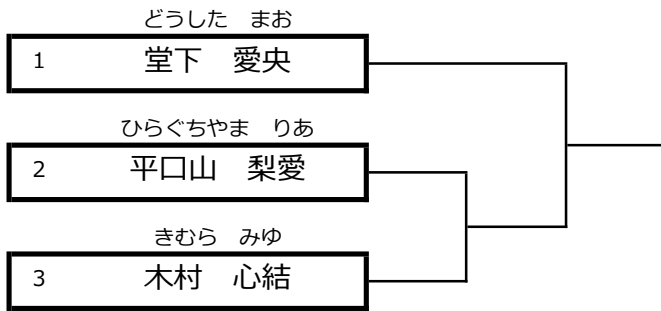 どうした　まお
1　堂下　愛央
ひらぐちやま　りあ
2　平口山　梨愛
きむら　みゆ
3　木村　心結